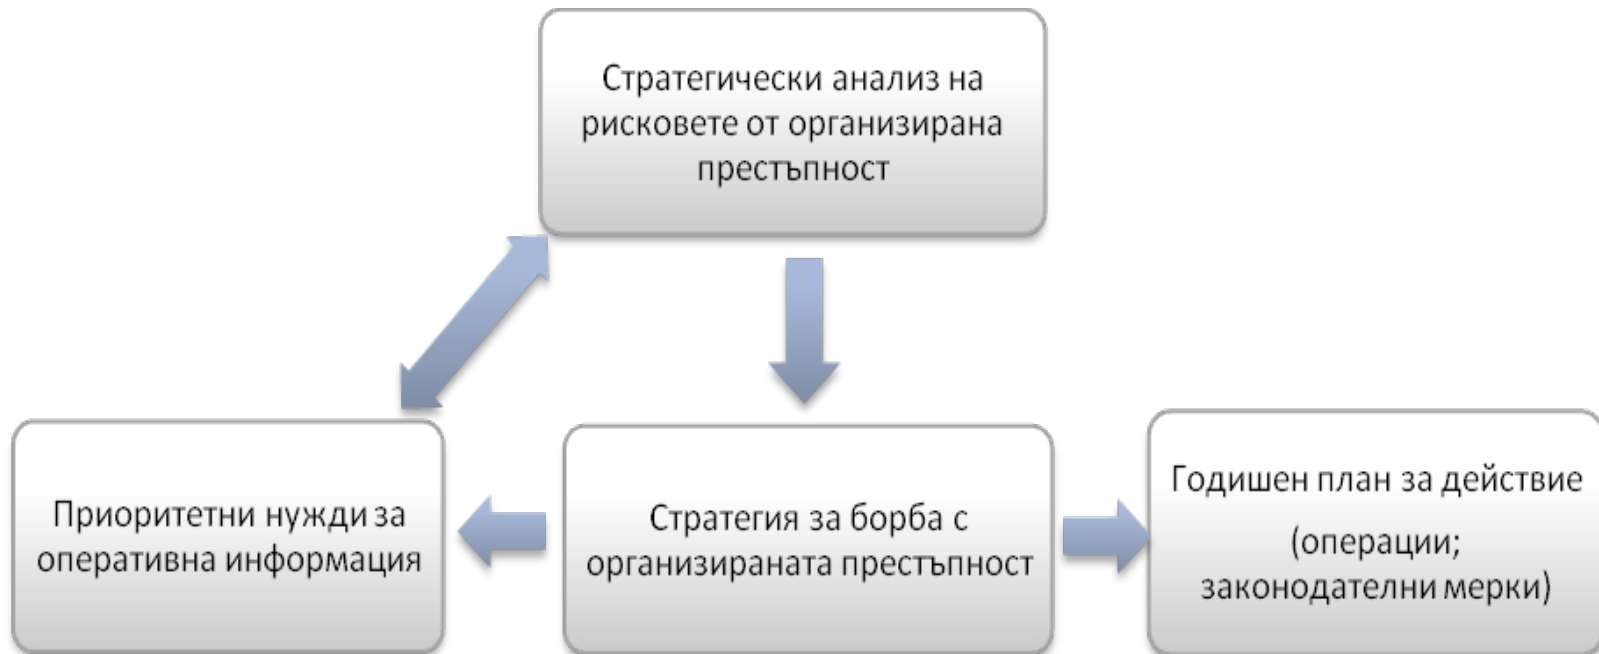 Стратегически анализ на
рисковете от организирана
престъпност
Приоритетни нужди за
оперативна информация
Стратегия за борба с
организираната престъпност
Годишен план за действие
(операции;
законодателни мерки)